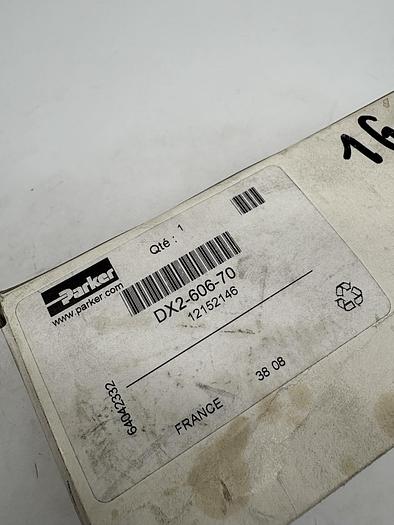 16
Parker
www.parker.com
Qté : 1
DX2-606-70
12152146
64042332
FRANCE
38 08